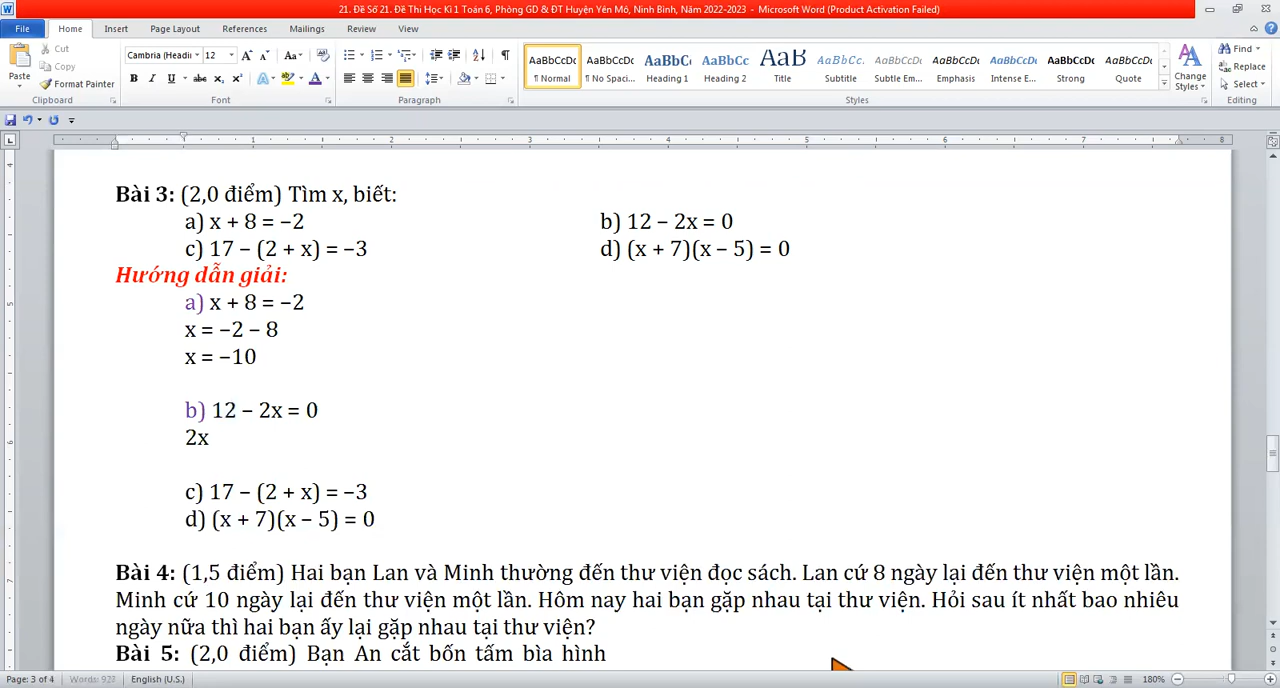 21. Đề Số 21. Đề Thi Học Kì 1 Toán 6, Phòng GD & ĐT Huyện Yên Mô, Ninh Bình, Năm 2022-2023 - Microsoft Word (Product Activation Failed)
File Home Insert Page Layout References Mailings Review View
Paste Cut Copy Format Painter Clipboard
Cambria (Headi 12 Font
Paragraph
AaBbCcDc ¶ Normal AaBbCcDc ¶ No Spaci... AaBbC Heading 1 AaBbCc Heading 2 AaB Title AaBbCc. Subtitle AaBbCcDc Subtle Em... AaBbCcDc Emphasis AaBbCcDc Intense E... AaBbCcDc Strong AaBbCcDc Quote Change Styles Styles
Find Replace Select Editing
1 2 3 4 5 6 7 8
Bài 3: (2,0 điểm) Tìm x, biết:
a) x + 8 = −2 b) 12 − 2x = 0
c) 17 − (2 + x) = −3 d) (x + 7)(x − 5) = 0
Hướng dẫn giải:
a) x + 8 = −2
x = −2 − 8
x = −10
b) 12 − 2x = 0
2x
c) 17 − (2 + x) = −3
d) (x + 7)(x − 5) = 0
Bài 4: (1,5 điểm) Hai bạn Lan và Minh thường đến thư viện đọc sách. Lan cứ 8 ngày lại đến thư viện một lần.
Minh cứ 10 ngày lại đến thư viện một lần. Hôm nay hai bạn gặp nhau tại thư viện. Hỏi sau ít nhất bao nhiêu
ngày nữa thì hai bạn ấy lại gặp nhau tại thư viện?
Bài 5: (2,0 điểm) Bạn An cắt bốn tấm bìa hình
Page: 3 of 4 English (U.S.) 180%